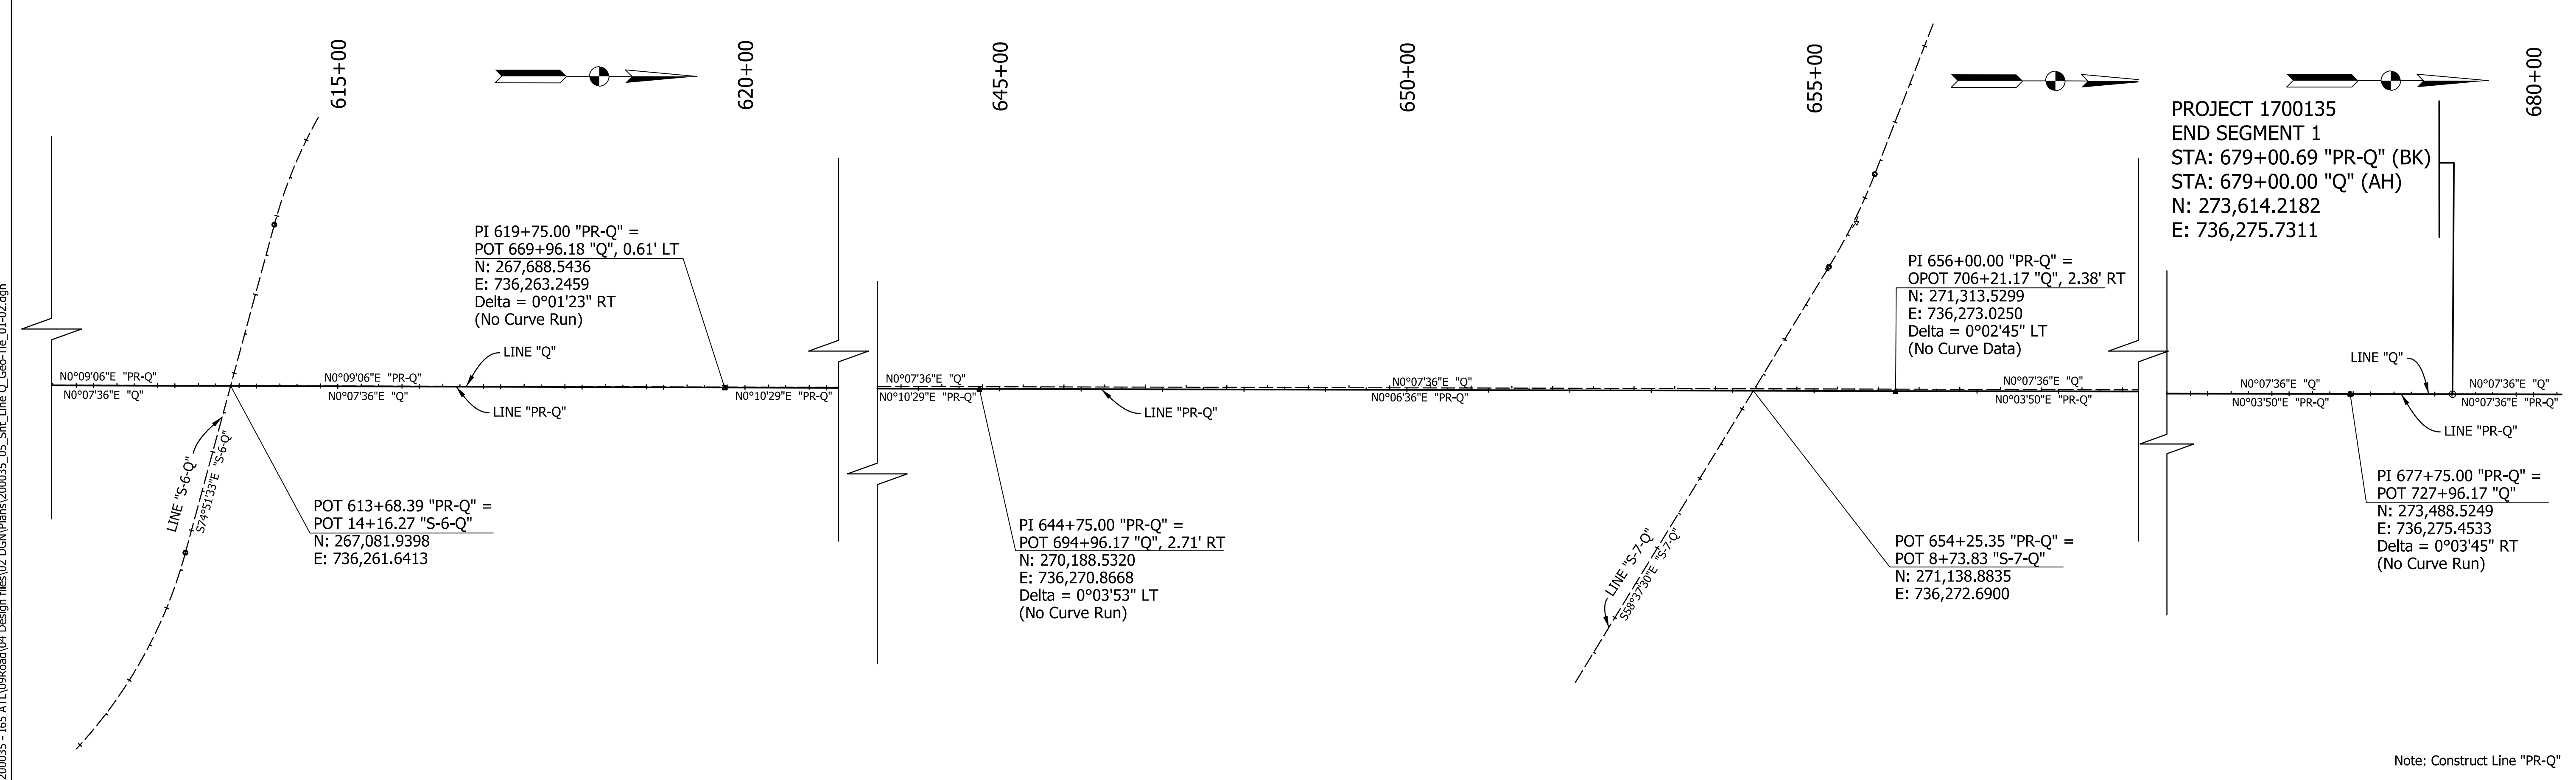 615+00
620+00
645+00
650+00
655+00
680+00
PROJECT 1700135
END SEGMENT 1
STA: 679+00.69 "PR-Q" (BK)
STA: 679+00.00 "Q" (AH)
N: 273,614.2182
E: 736,275.7311
PI 619+75.00 "PR-Q" =
POT 669+96.18 "Q", 0.61' LT
N: 267,688.5436
E: 736,263.2459
Delta = 0°01'23" RT
(No Curve Run)
PI 656+00.00 "PR-Q" =
OPOT 706+21.17 "Q", 2.38' RT
N: 271,313.5299
E: 736,273.0250
Delta = 0°02'45" LT
(No Curve Data)
LINE "Q"
LINE "Q"
N0°09'06"E "PR-Q"
N0°09'06"E "PR-Q"
N0°07'36"E "Q"
N0°07'36"E "Q"
N0°07'36"E "Q"
N0°07'36"E "Q"
N0°07'36"E "Q"
N0°07'36"E "Q"
N0°07'36"E "Q"
N0°10'29"E "PR-Q"
N0°10'29"E "PR-Q"
N0°06'36"E "PR-Q"
N0°03'50"E "PR-Q"
N0°03'50"E "PR-Q"
N0°07'36"E "PR-Q"
LINE "PR-Q"
LINE "PR-Q"
LINE "PR-Q"
LINE "S-6-Q"
S74°51'33"E "S-6-Q"
POT 613+68.39 "PR-Q" =
POT 14+16.27 "S-6-Q"
N: 267,081.9398
E: 736,261.6413
PI 644+75.00 "PR-Q" =
POT 694+96.17 "Q", 2.71' RT
N: 270,188.5320
E: 736,270.8668
Delta = 0°03'53" LT
(No Curve Run)
LINE "S-7-Q"
S58°37'30"E "S-7-Q"
POT 654+25.35 "PR-Q" =
POT 8+73.83 "S-7-Q"
N: 271,138.8835
E: 736,272.6900
PI 677+75.00 "PR-Q" =
POT 727+96.17 "Q"
N: 273,488.5249
E: 736,275.4533
Delta = 0°03'45" RT
(No Curve Run)
Note: Construct Line "PR-Q"